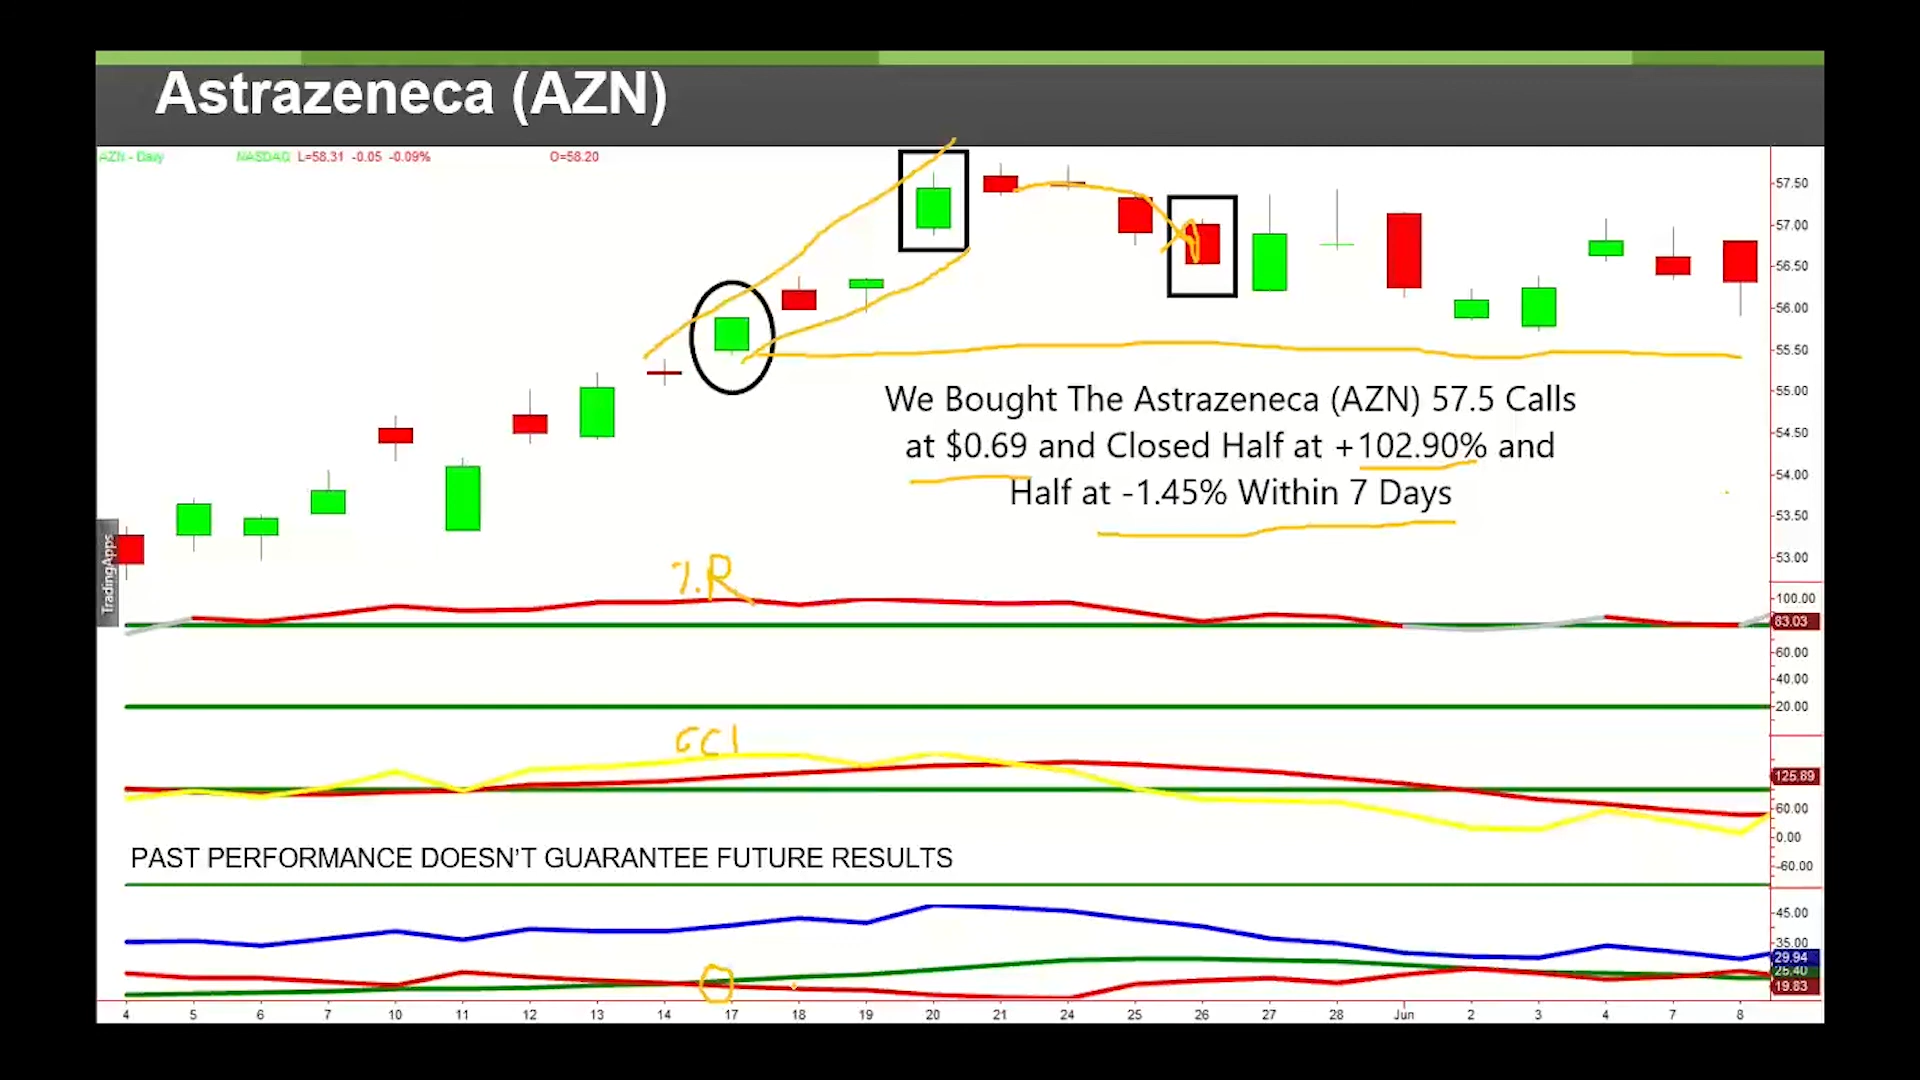 Astrazeneca (AZN)
AZN - Daily NASDAQ L=58.31 -0.05 -0.09% O=58.20
57.50
57.00
56.50
56.00
55.50
We Bought The Astrazeneca (AZN) 57.5 Calls
55.00
at $0.69 and Closed Half at +102.90% and
54.50
54.00
Half at -1.45% Within 7 Days
53.50
53.00
TradingApps
%R
100.00
83.03
60.00
40.00
20.00
CCI
125.89
60.00
0.00
-60.00
PAST PERFORMANCE DOESN'T GUARANTEE FUTURE RESULTS
45.00
35.00
29.94
25.40
19.83
4 5 6 7 10 11 12 13 14 17 18 19 20 21 24 25 26 27 28 Jun 2 3 4 7 8